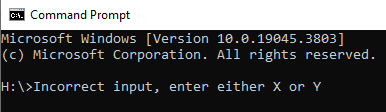 Command Prompt
Microsoft Windows [Version 10.0.19045.3803]
(c) Microsoft Corporation. All rights reserved.
H:\>Incorrect input, enter either X or Y